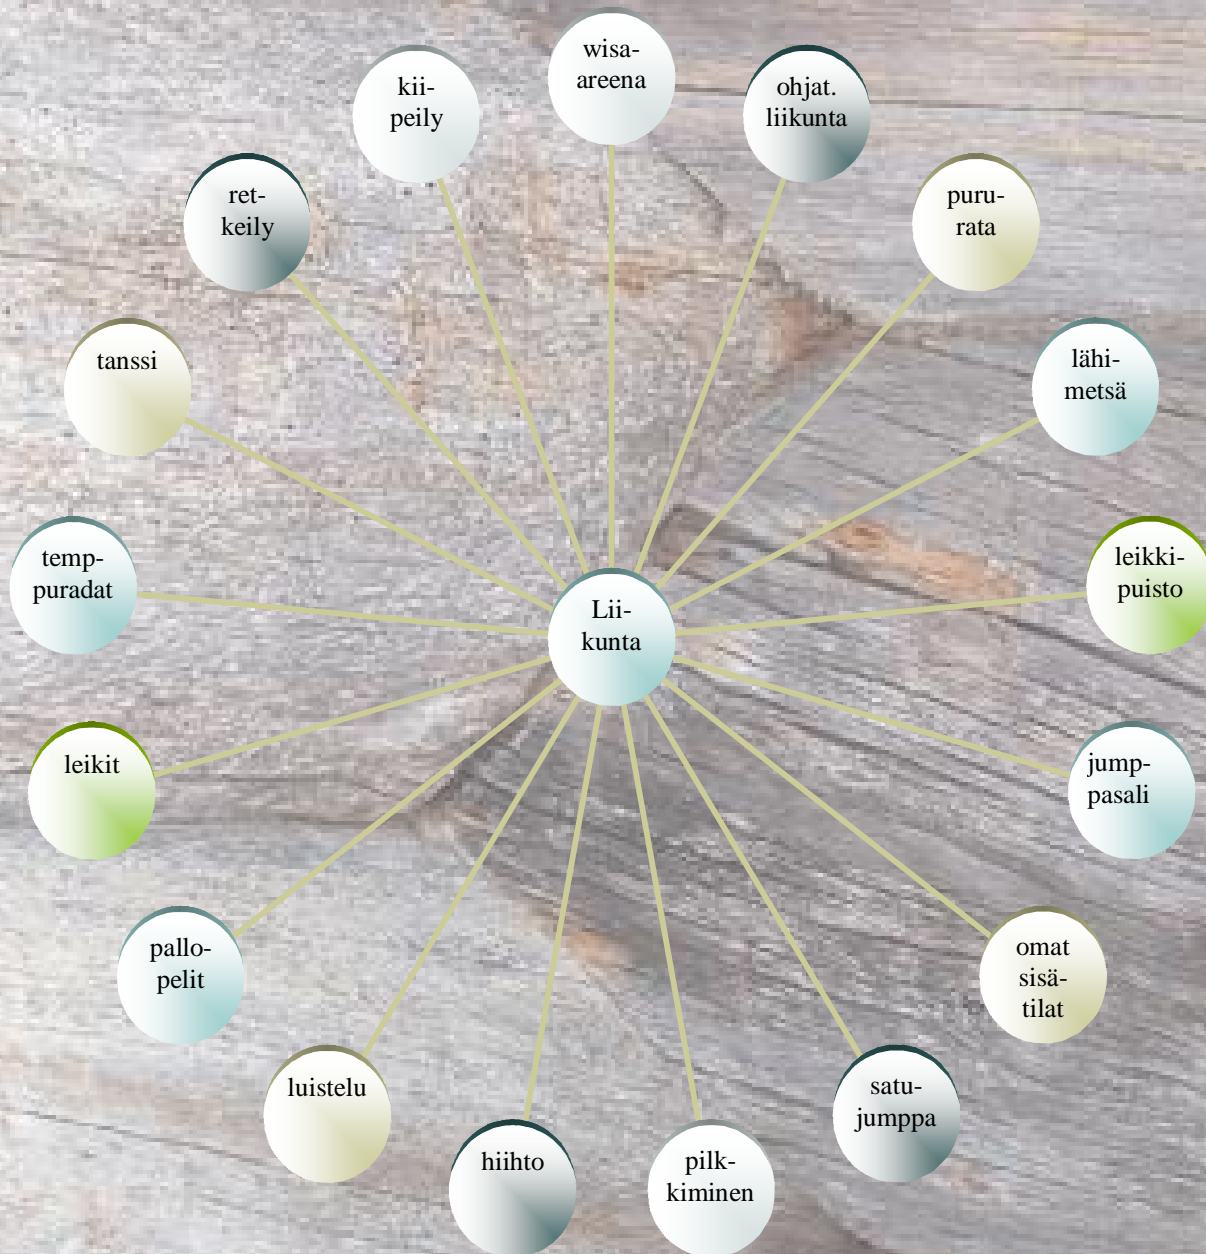 wisa-
areena
ohjat.
liikunta
puru-
rata
lähi-
metsä
leikki-
puisto
jump-
pasali
omat
sisä-
tilat
satu-
jumppa
pilk-
kiminen
hiihto
luistelu
pallo-
pelit
leikit
temp-
puradat
tanssi
ret-
keily
kii-
peily
Lii-
kunta